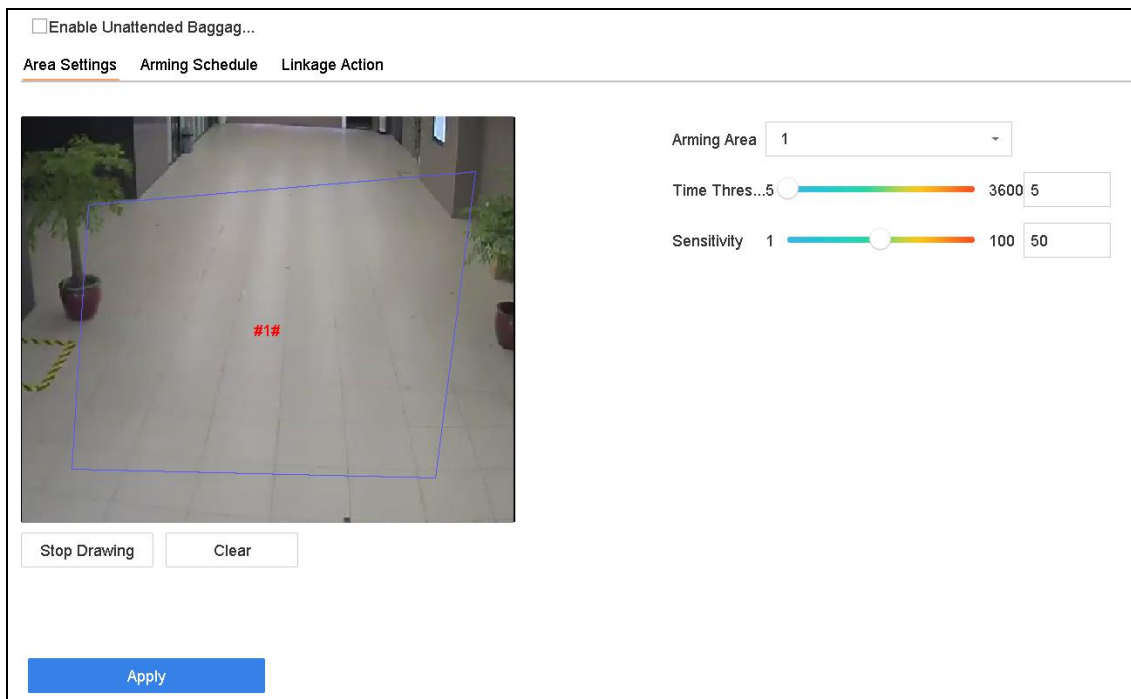 Enable Unattended Baggag...
Area Settings Arming Schedule Linkage Action
Arming Area 1
Time Thres...5 3600 5
Sensitivity 1 100 50
#1#
Stop Drawing Clear
Apply